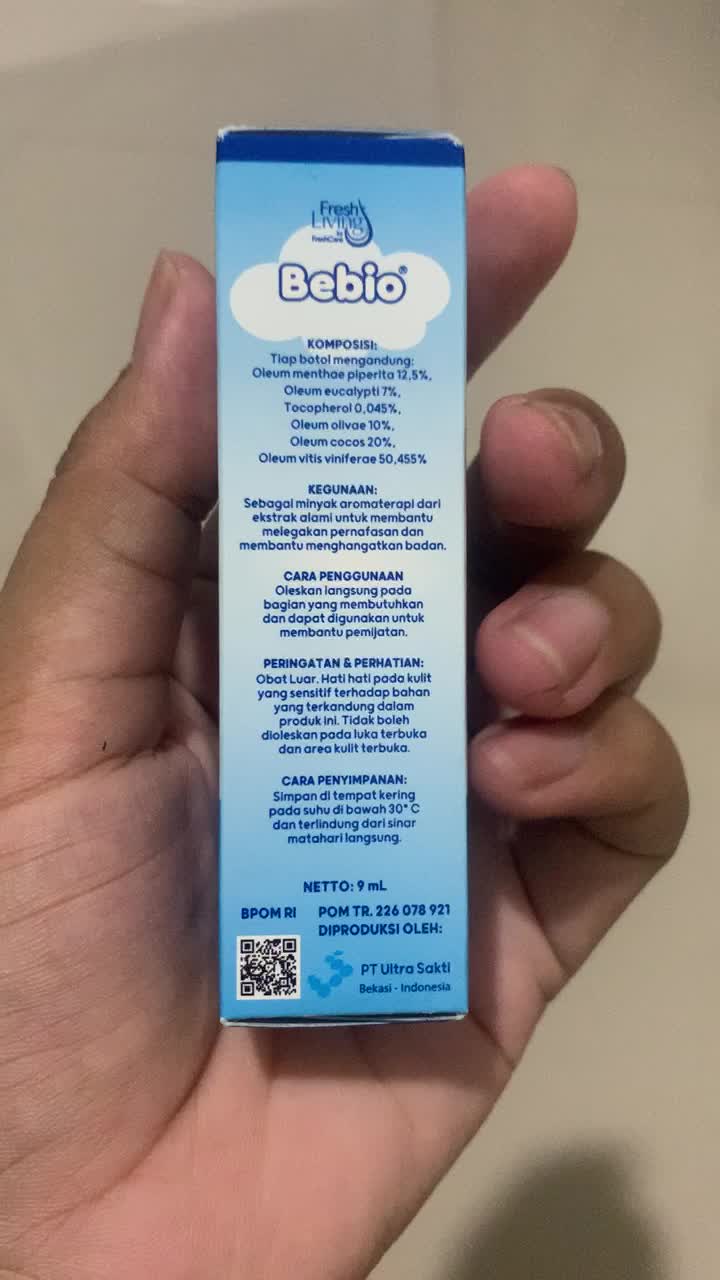 Fresh
Living
by
FreshCare
Bebio®
KOMPOSISI:
Tiap botol mengandung:
Oleum menthae piperita 12,5%,
Oleum eucalypti 7%,
Tocopherol 0,045%,
Oleum olivae 10%,
Oleum cocos 20%,
Oleum vitis viniferae 50,455%
KEGUNAAN:
Sebagai minyak aromaterapi dari
ekstrak alami untuk membantu
melegakan pernafasan dan
membantu menghangatkan badan.
CARA PENGGUNAAN
Oleskan langsung pada
bagian yang membutuhkan
dan dapat digunakan untuk
membantu pemijatan.
PERINGATAN & PERHATIAN:
Obat Luar. Hati hati pada kulit
yang sensitif terhadap bahan
yang terkandung dalam
produk ini. Tidak boleh
dioleskan pada luka terbuka
dan area kulit terbuka.
CARA PENYIMPANAN:
Simpan di tempat kering
pada suhu di bawah 30° C
dan terlindung dari sinar
matahari langsung.
NETTO: 9 mL
BPOM RI POM TR. 226 078 921
DIPRODUKSI OLEH:
PT Ultra Sakti
Bekasi - Indonesia